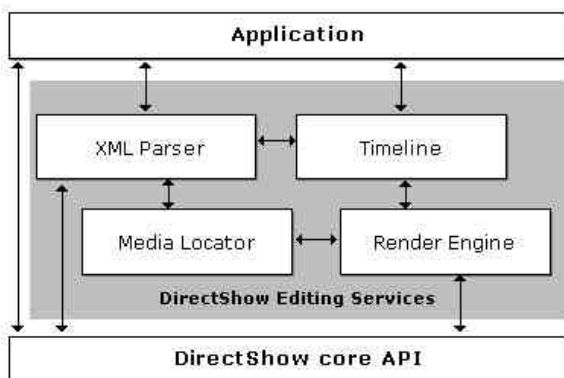 Application
XML Parser
Timeline
Media Locator
Render Engine
DirectShow Editing Services
DirectShow core API